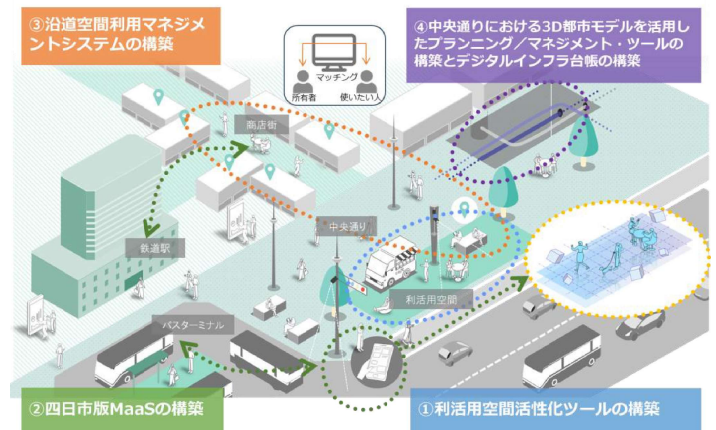 ③沿道空間利用マネジメ
ントシステムの構築
④中央通りにおける3D都市モデルを活用し
たプランニング／マネジメント・ツールの
構築とデジタルインフラ台帳の構築
マッチング
所有者
使いたい人
商店街
中央通り
鉄道駅
利活用空間
バスターミナル
②四日市版MaaSの構築
①利活用空間活性化ツールの構築